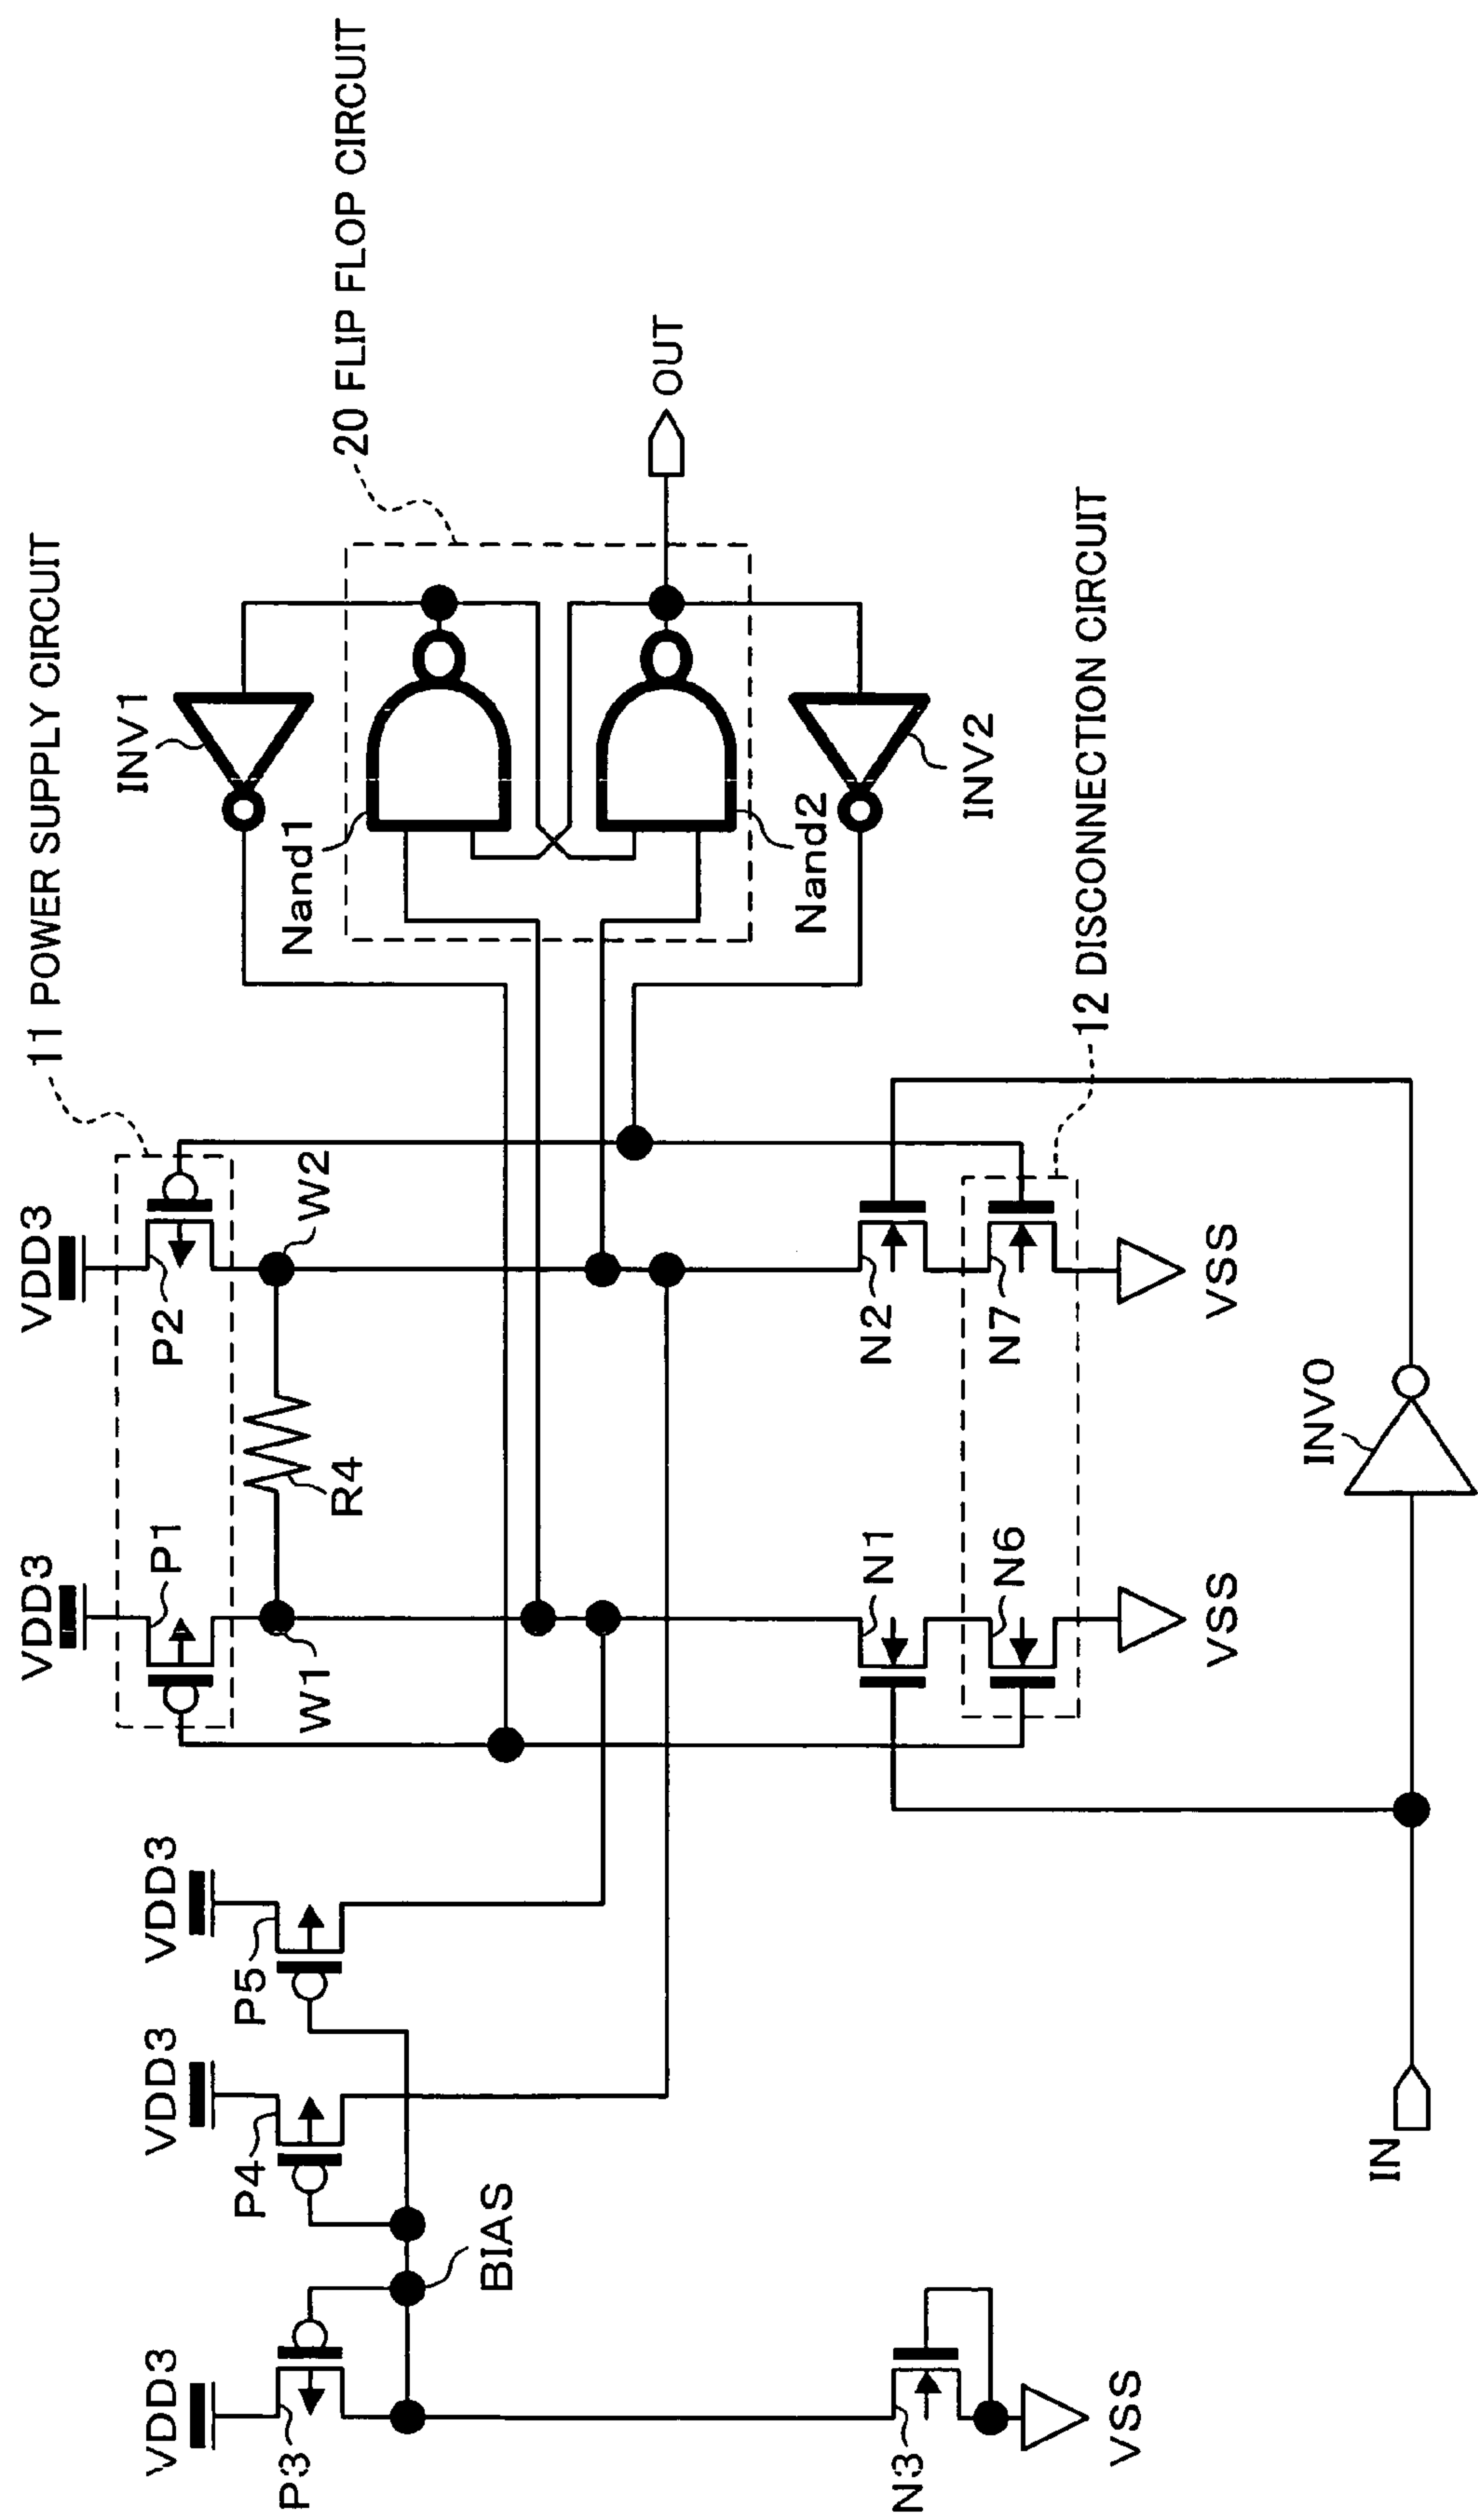 11 POWER SUPPLY CIRCUIT
20 FLIP FLOP CIRCUIT
VDD3
VDD3
VDD3
VDD3
VDD3
P3
P4
P5
P1
P2
INV1
W1
R4
W2
Nand1
BIAS
OUT
Nand2
N3
N1
N2
INV2
N6
N7
12 DISCONNECTION CIRCUIT
VSS
VSS
VSS
INV0
IN